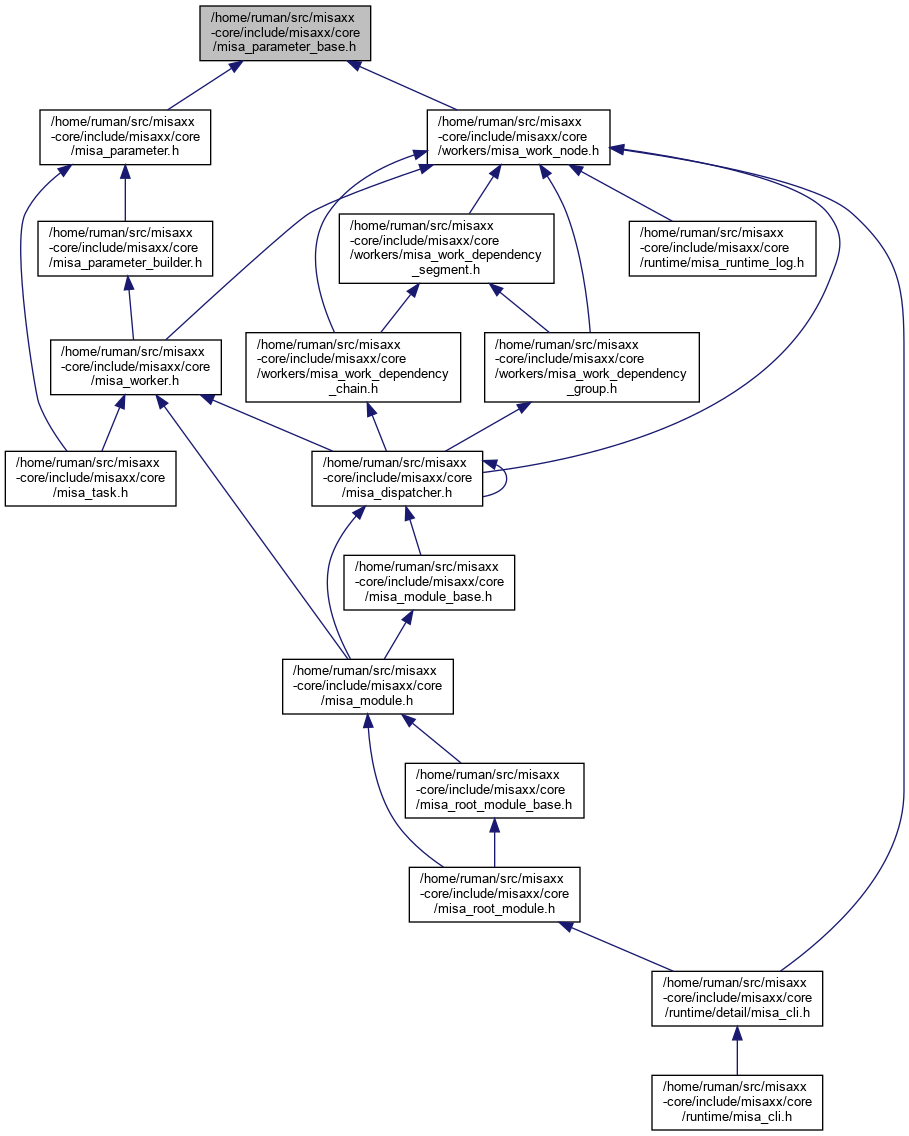 /home/ruman/src/misaxx
-core/include/misaxx/core
/misa_parameter_base.h
/home/ruman/src/misaxx
-core/include/misaxx/core
/misa_parameter.h
/home/ruman/src/misaxx
-core/include/misaxx/core
/workers/misa_work_node.h
/home/ruman/src/misaxx
-core/include/misaxx/core
/misa_parameter_builder.h
/home/ruman/src/misaxx
-core/include/misaxx/core
/workers/misa_work_dependency
_segment.h
/home/ruman/src/misaxx
-core/include/misaxx/core
/runtime/misa_runtime_log.h
/home/ruman/src/misaxx
-core/include/misaxx/core
/misa_worker.h
/home/ruman/src/misaxx
-core/include/misaxx/core
/workers/misa_work_dependency
_chain.h
/home/ruman/src/misaxx
-core/include/misaxx/core
/workers/misa_work_dependency
_group.h
/home/ruman/src/misaxx
-core/include/misaxx/core
/misa_task.h
/home/ruman/src/misaxx
-core/include/misaxx/core
/misa_dispatcher.h
/home/ruman/src/misaxx
-core/include/misaxx/core
/misa_module_base.h
/home/ruman/src/misaxx
-core/include/misaxx/core
/misa_module.h
/home/ruman/src/misaxx
-core/include/misaxx/core
/misa_root_module_base.h
/home/ruman/src/misaxx
-core/include/misaxx/core
/misa_root_module.h
/home/ruman/src/misaxx
-core/include/misaxx/core
/runtime/detail/misa_cli.h
/home/ruman/src/misaxx
-core/include/misaxx/core
/runtime/misa_cli.h